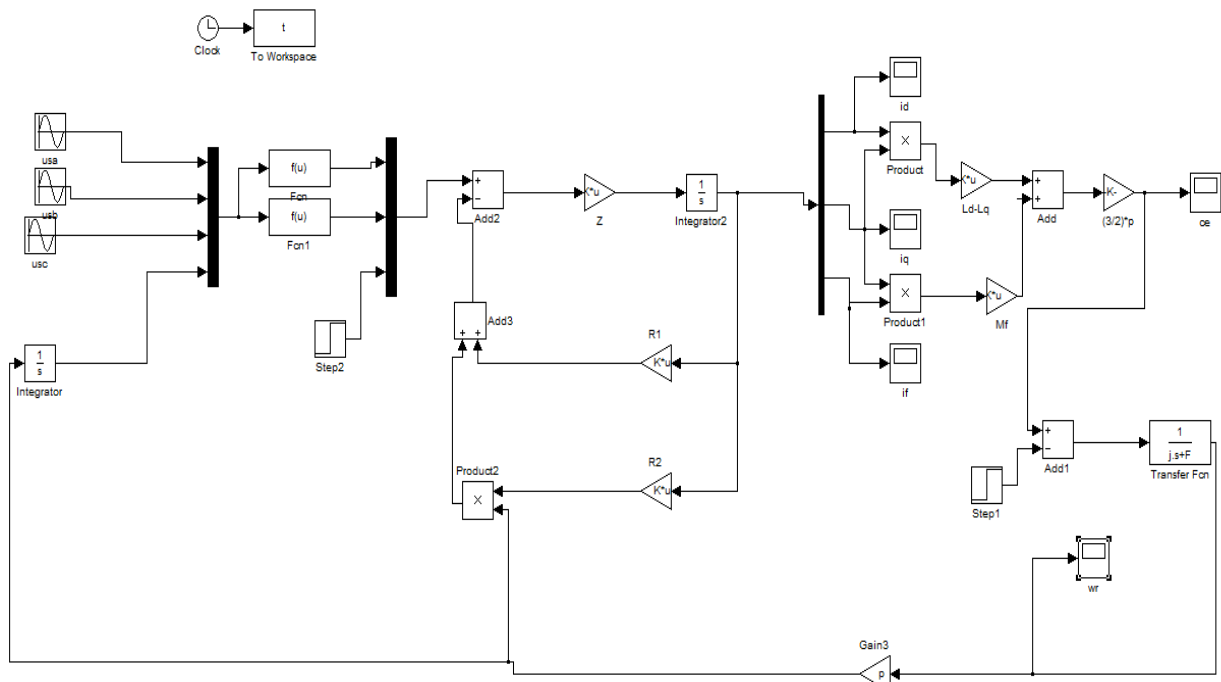 t
Clock
To Workspace
usa
usb
usc
f(u)
Fcn
f(u)
Fcn1
+
−
Add2
K*u
Z
1
s
Integrator2
id
X
Product
K*u
Ld-Lq
+
+
Add
-K-
(3/2)*p
ce
iq
X
Product1
K*u
Mf
if
Add3
+ +
Step2
1
s
Integrator
R1
K*u
R2
K*u
Product2
X
+
−
Add1
Step1
1
j.s+F
Transfer Fcn
wr
Gain3
p